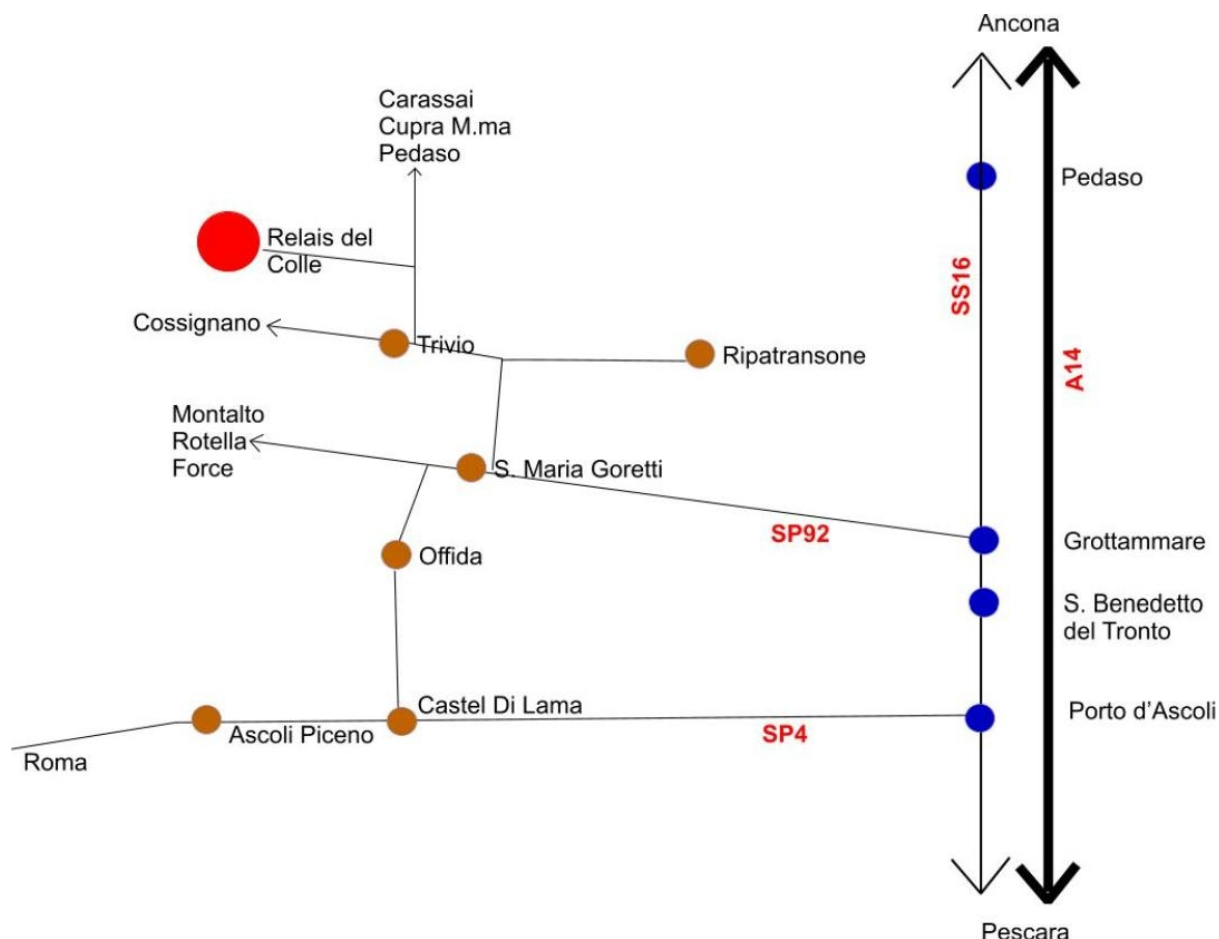 Ancona
Carassai
Cupra M.ma
Pedaso
Pedaso
Relais del
Colle
SS16
Cossignano
Trivio
Ripatransone
A14
Montalto
Rotella
Force
S. Maria Goretti
SP92
Grottammare
Offida
S. Benedetto
del Tronto
Castel Di Lama
Porto d'Ascoli
Ascoli Piceno
SP4
Roma
Pescara